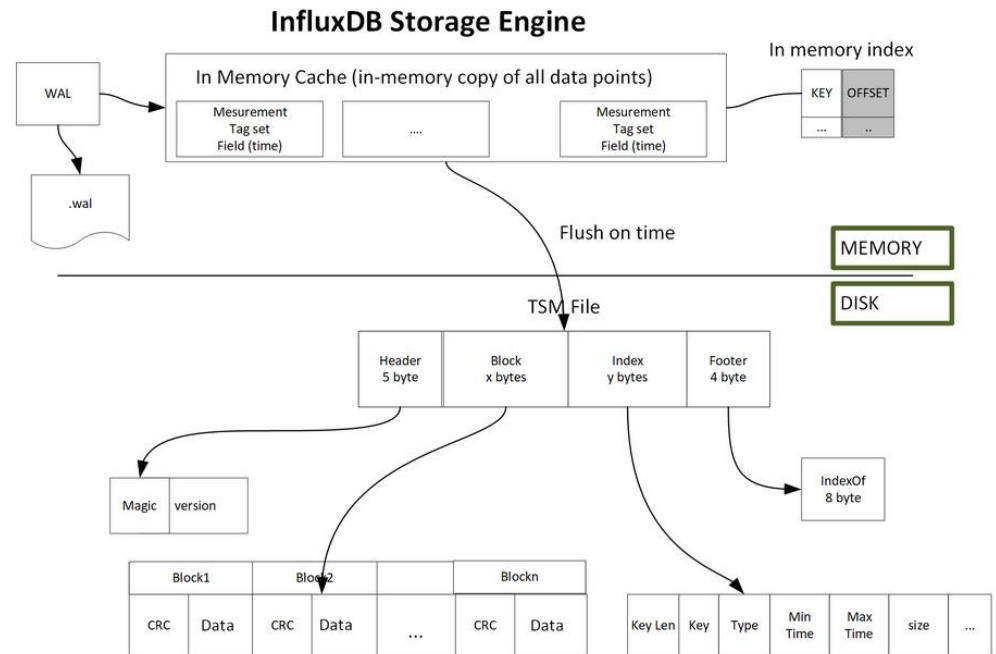 InfluxDB Storage Engine
In memory index
WAL
In Memory Cache (in-memory copy of all data points)
KEY
OFFSET
Mesurement
Tag set
Field (time)
....
Mesurement
Tag set
Field (time)
...
..
.wal
Flush on time
MEMORY
DISK
TSM File
Header
5 byte
Block
x bytes
Index
y bytes
Footer
4 byte
Magic
version
IndexOf
8 byte
Block1
Block2
Blockn
CRC
Data
CRC
Data
...
CRC
Data
Key Len
Key
Type
Min
Time
Max
Time
size
...